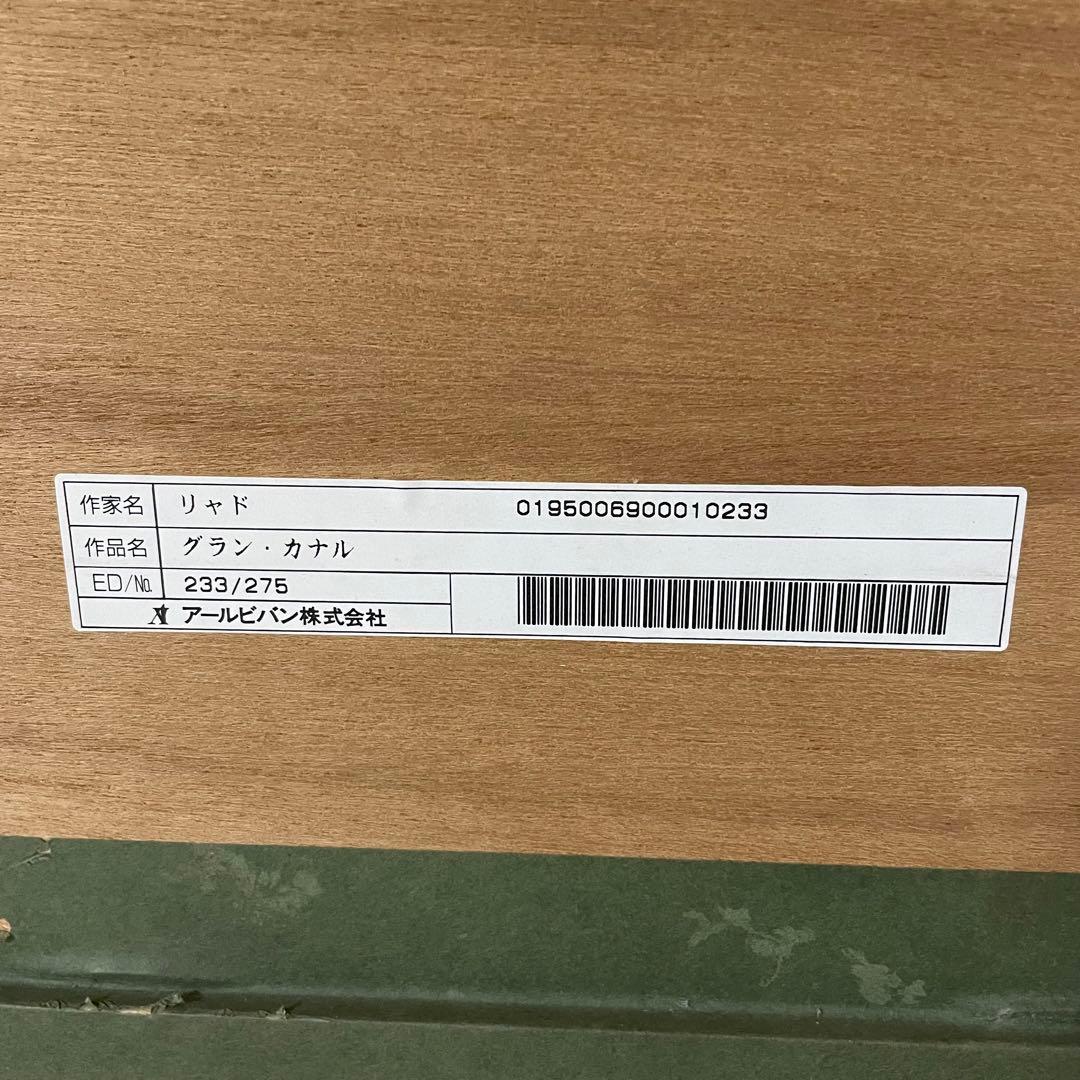 作家名 リャド 0195006900010233
作品名 グラン・カナル
ED/№ 233/275
アールビバン株式会社